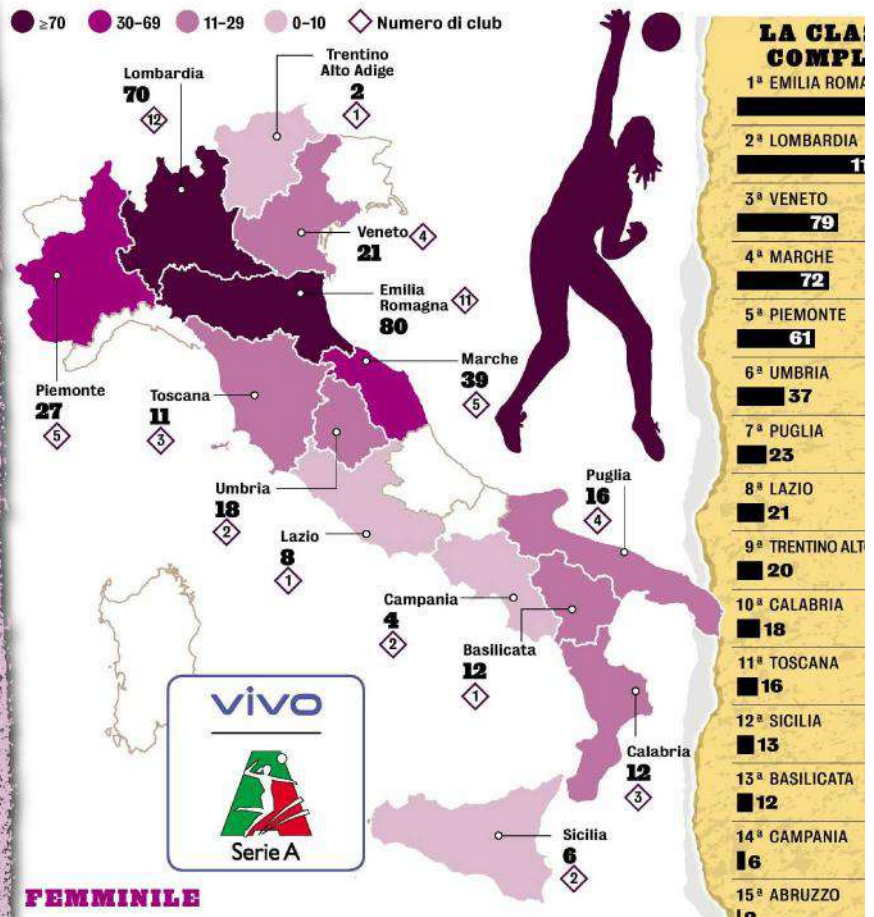 ≥70 30–69 11–29 0–10 Numero di club
Trentino
Alto Adige
2
1
Lombardia
70
12
Veneto
21
4
Emilia
Romagna
80
11
Marche
39
5
Piemonte
27
5
Toscana
11
3
Umbria
18
2
Lazio
8
1
Puglia
16
4
Campania
4
2
Basilicata
12
1
Calabria
12
3
Sicilia
6
2
vivo
Serie A
FEMMINILE
LA CLAS
COMPL
1ª EMILIA ROMA
2ª LOMBARDIA
11
3ª VENETO
79
4ª MARCHE
72
5ª PIEMONTE
61
6ª UMBRIA
37
7ª PUGLIA
23
8ª LAZIO
21
9ª TRENTINO ALT
20
10ª CALABRIA
18
11ª TOSCANA
16
12ª SICILIA
13
13ª BASILICATA
12
14ª CAMPANIA
6
15ª ABRUZZO